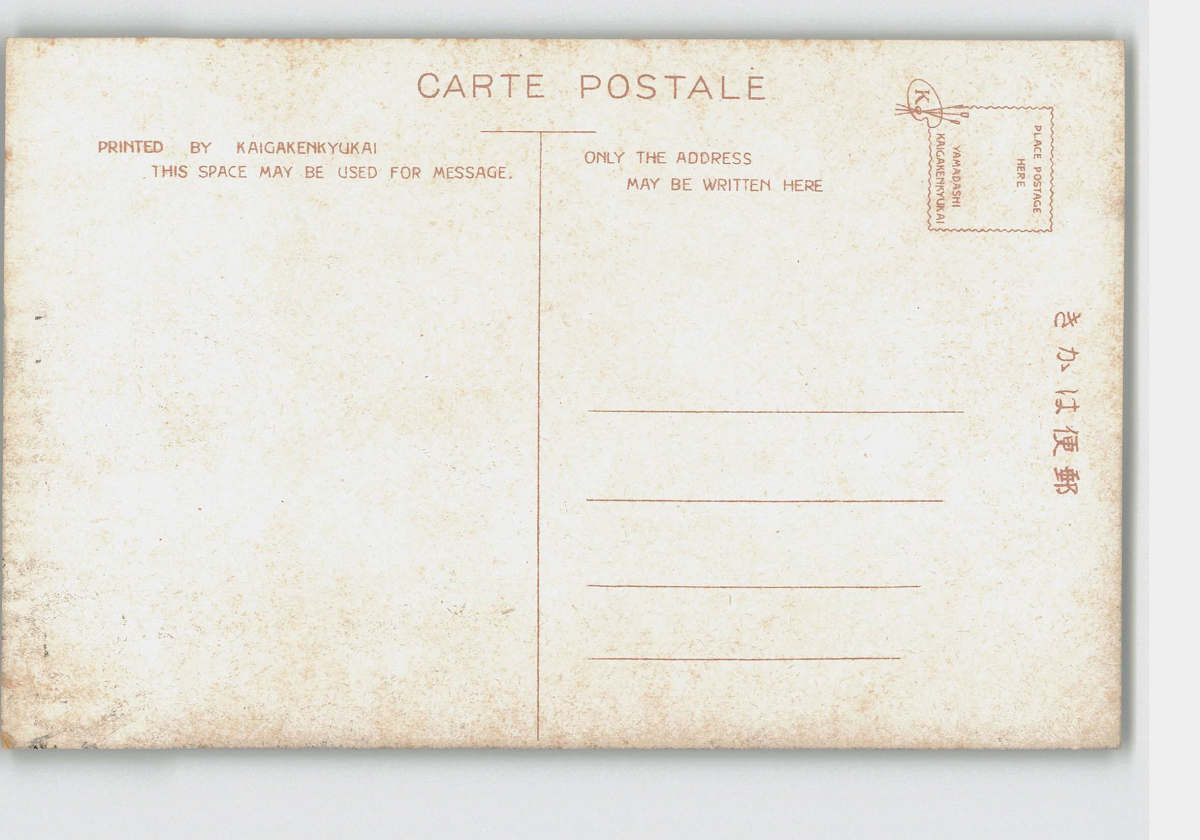 CARTE POSTALE
PRINTED BY KAIGAKENKYUKAI
THIS SPACE MAY BE USED FOR MESSAGE.
ONLY THE ADDRESS
MAY BE WRITTEN HERE
K.
PLACE POSTAGE
HERE
YAMADASHI
KAIGAKENKYUKAI
きかは便郵